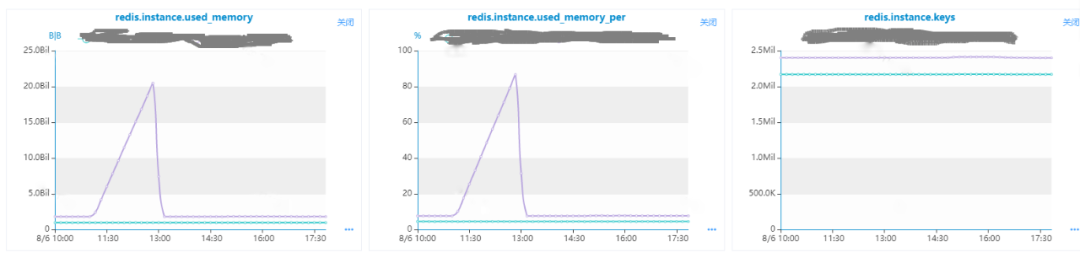 redis.instance.used_memory
关闭
B|B
25.0Bil
20.0Bil
15.0Bil
10.0Bil
5.0Bil
0
8/6 10:00 11:30 13:00 14:30 16:00 17:30
redis.instance.used_memory_per
关闭
%
100
80
60
40
20
0
8/6 10:00 11:30 13:00 14:30 16:00 17:30
redis.instance.keys
关闭
2.5Mil
2.0Mil
1.5Mil
1.0Mil
500.0K
0
8/6 10:00 11:30 13:00 14:30 16:00 17:30